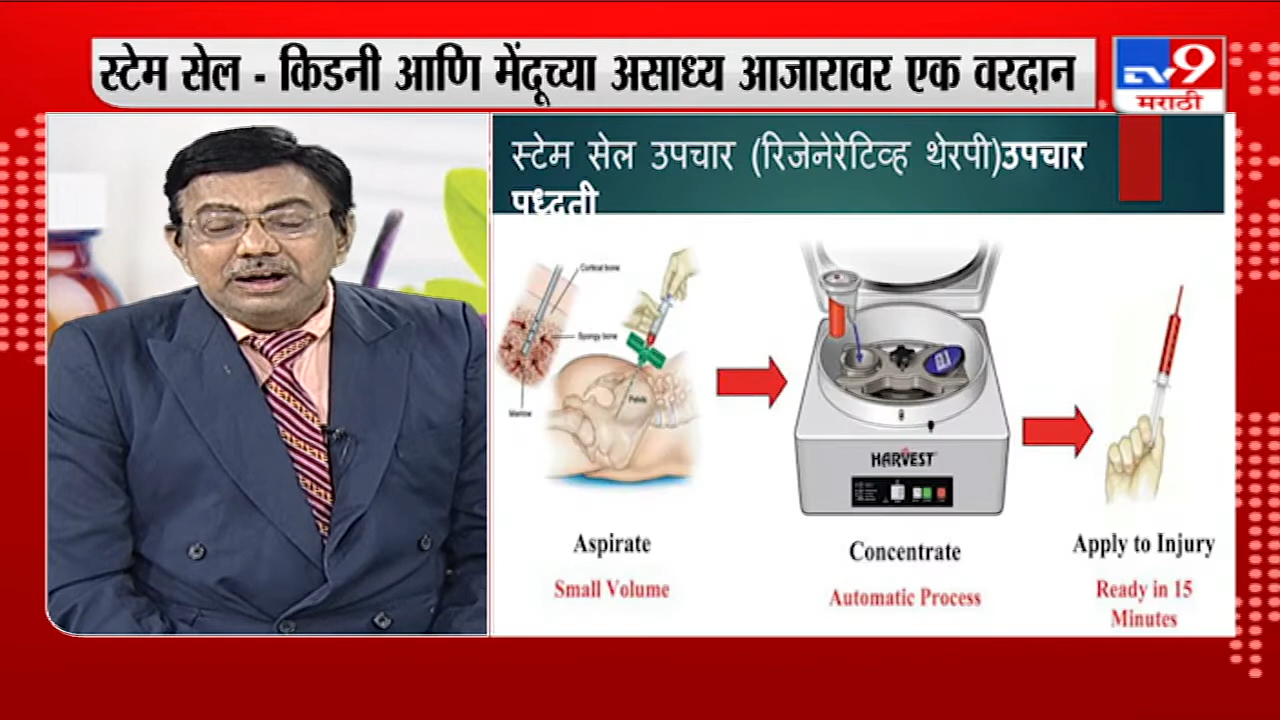 स्टेम सेल - किडनी आणि मेंदूच्या असाध्य आजारावर एक वरदान
TV9
मराठी
स्टेम सेल उपचार (रिजेनेरेटिव्ह थेरपी)उपचार
पध्दती
Cortical bone
Spongy bone
Pelvis
Marrow
HARVEST
Aspirate
Small Volume
Concentrate
Automatic Process
Apply to Injury
Ready in 15
Minutes